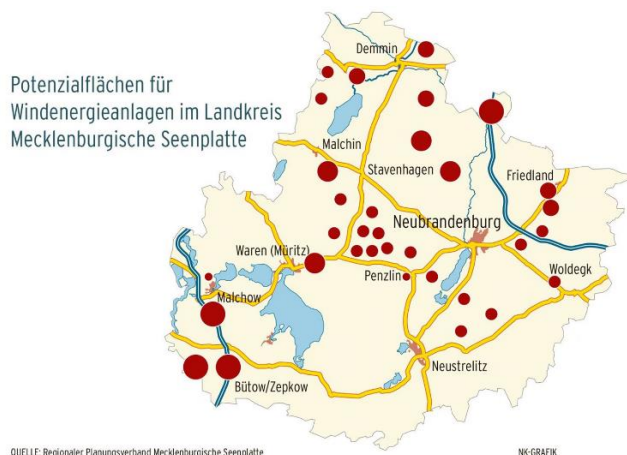 Potenzialflächen für
Windenergieanlagen im Landkreis
Mecklenburgische Seenplatte
Demmin
Malchin
Stavenhagen
Friedland
Neubrandenburg
Waren (Müritz)
Penzlin
Woldegk
Malchow
Neustrelitz
Bütow/Zepkow
QUELLE: Regionaler Planungsverband Mecklenburgische Seenplatte
NK-GRAFIK